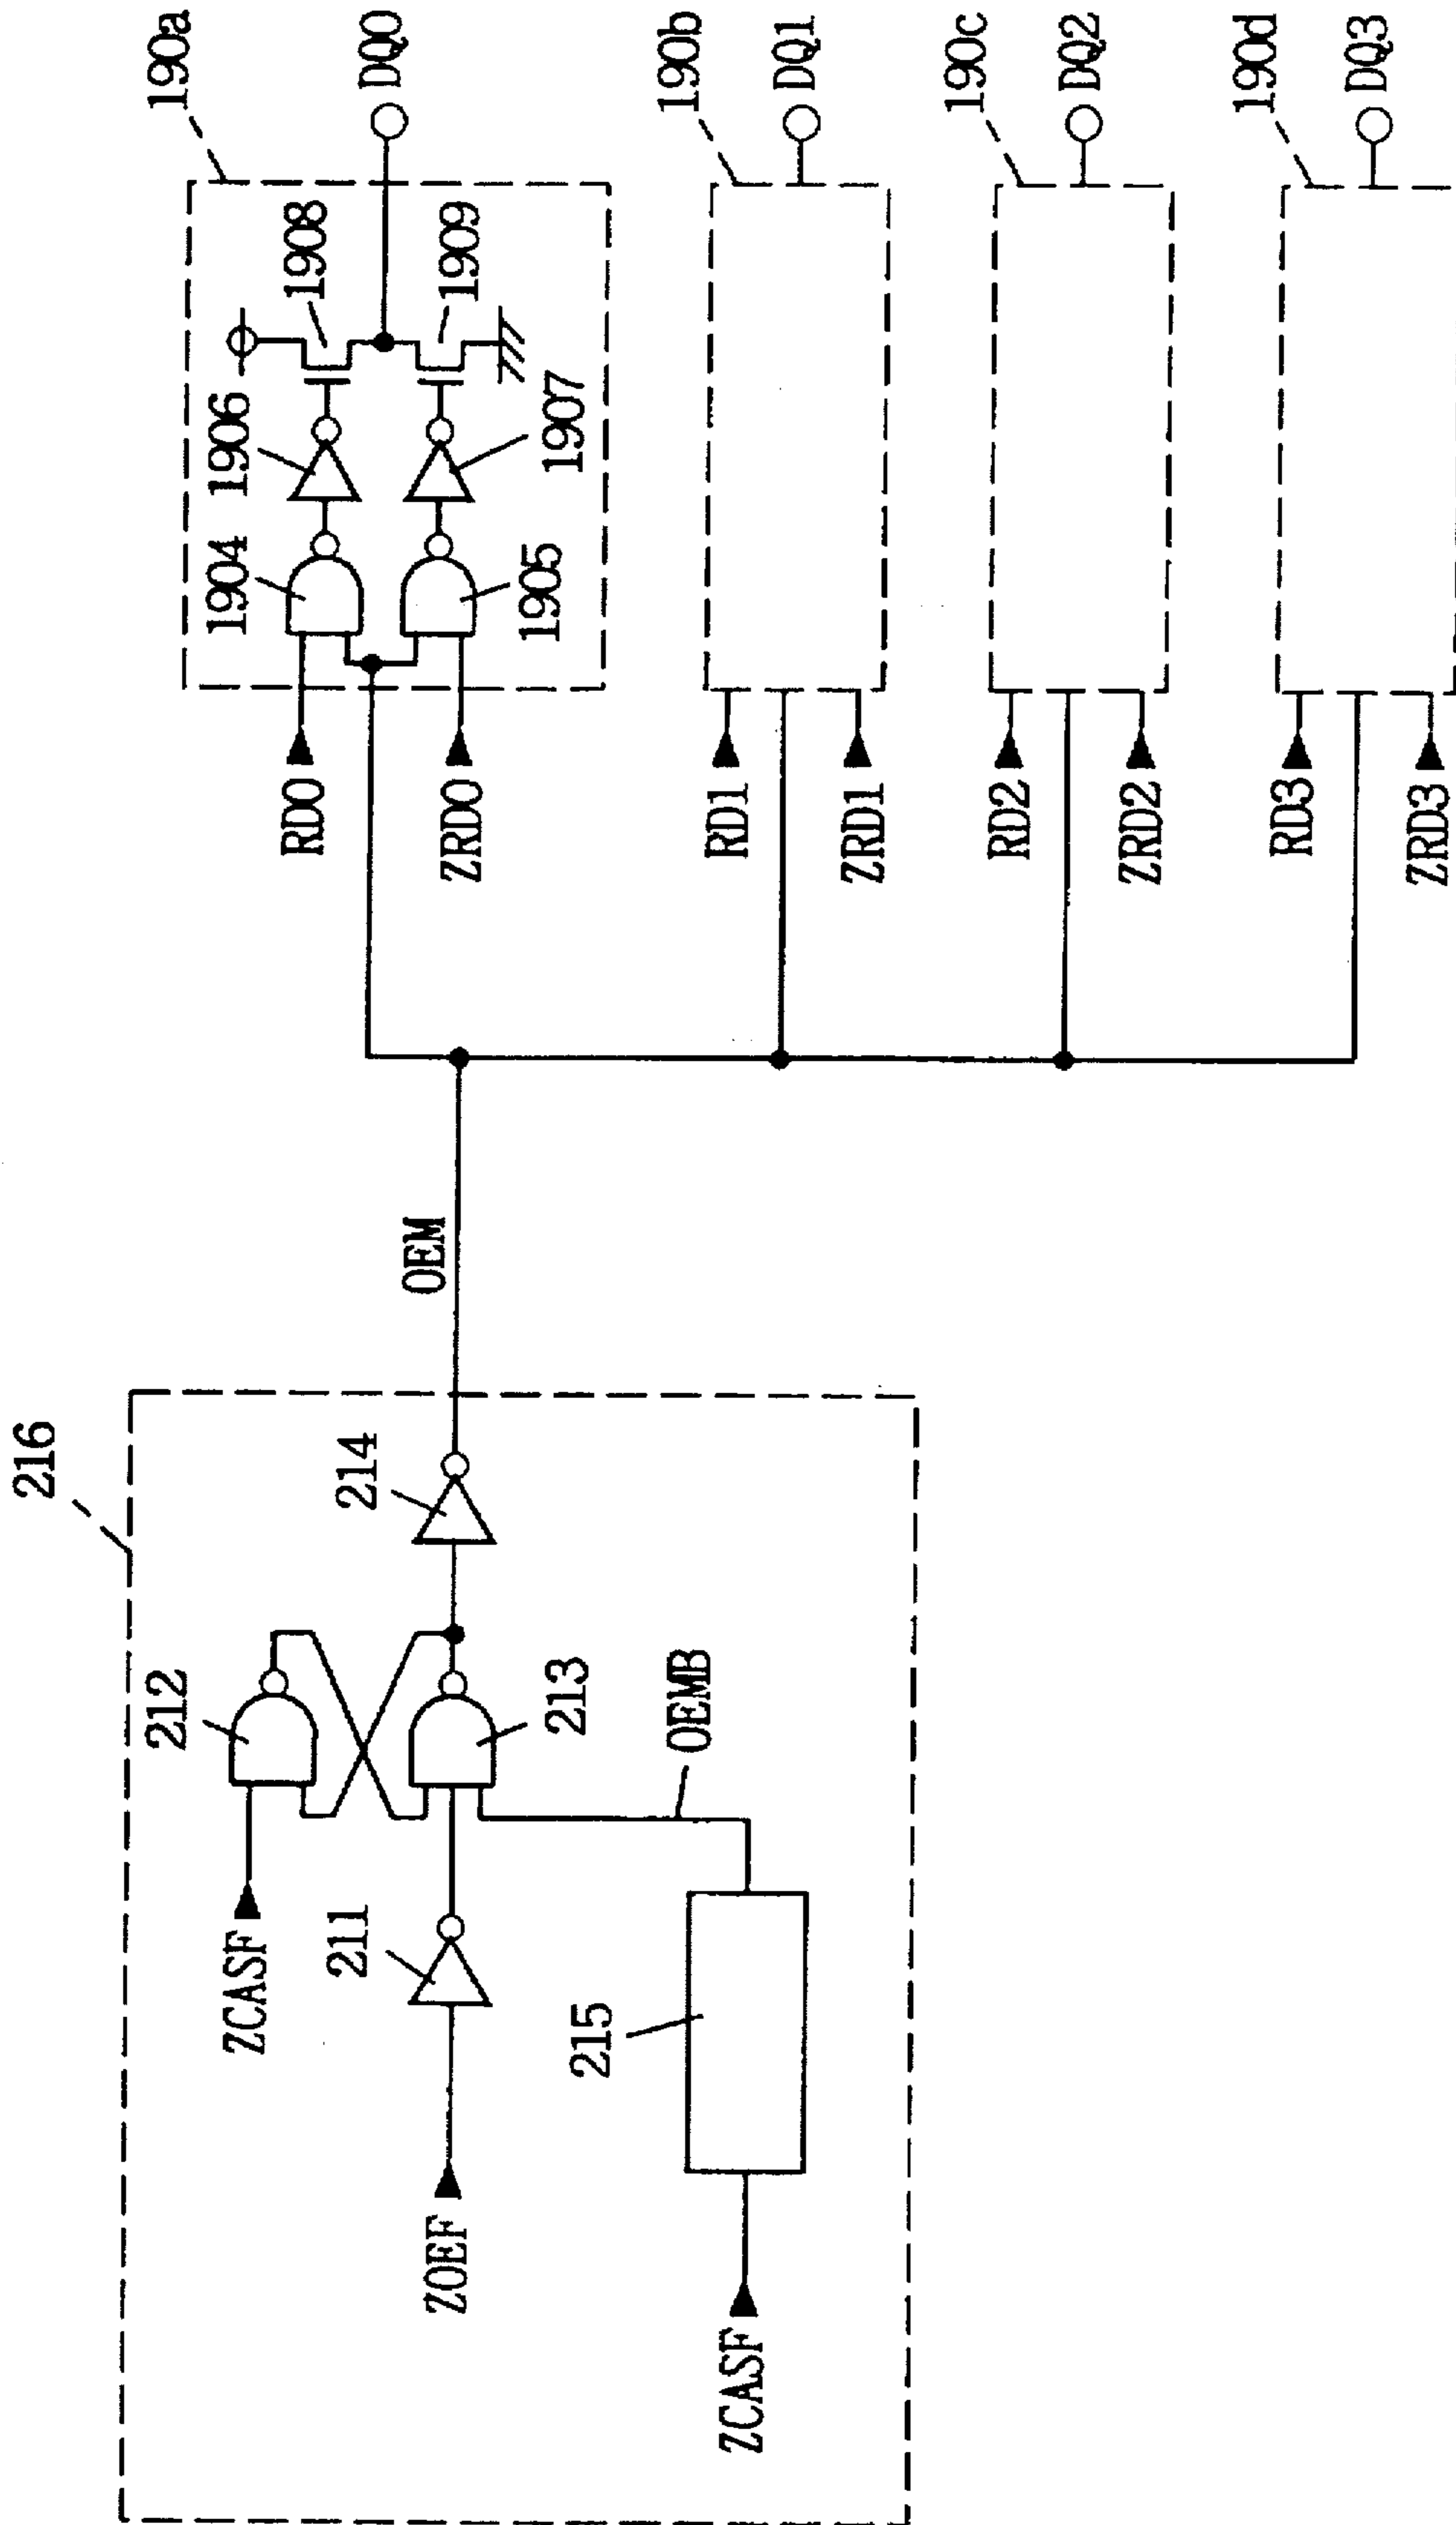 216
ZCASF
212
ZOEF
211
213
214
OEM
ZCASF
215
OEMB
190a
RD0
ZRD0
1904
1905
1906
1907
1908
1909
DQ0
190b
RD1
ZRD1
DQ1
190c
RD2
ZRD2
DQ2
190d
RD3
ZRD3
DQ3